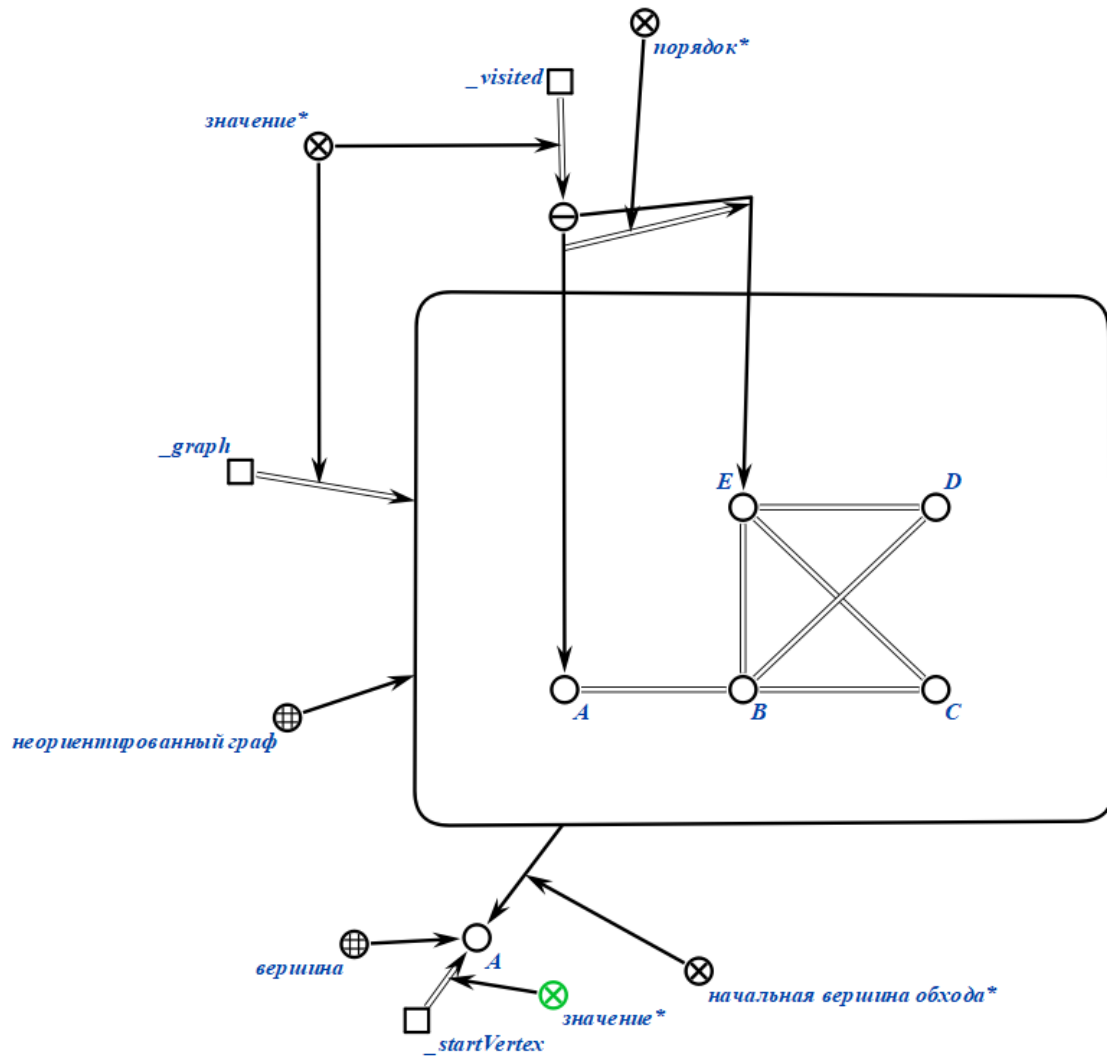 порядок*
_visited
значение*
_graph
E
D
A
B
C
неориентированный граф
вершина
A
начальная вершина обхода*
значение*
_startVertex